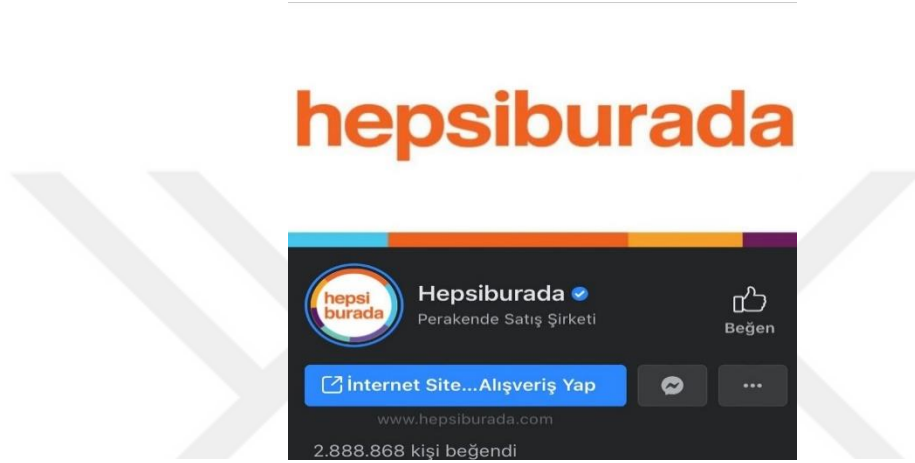 hepsiburada
hepsi
burada
Hepsiburada
Perakende Satış Şirketi
Beğen
İnternet Site...Alışveriş Yap
www.hepsiburada.com
2.888.868 kişi beğendi